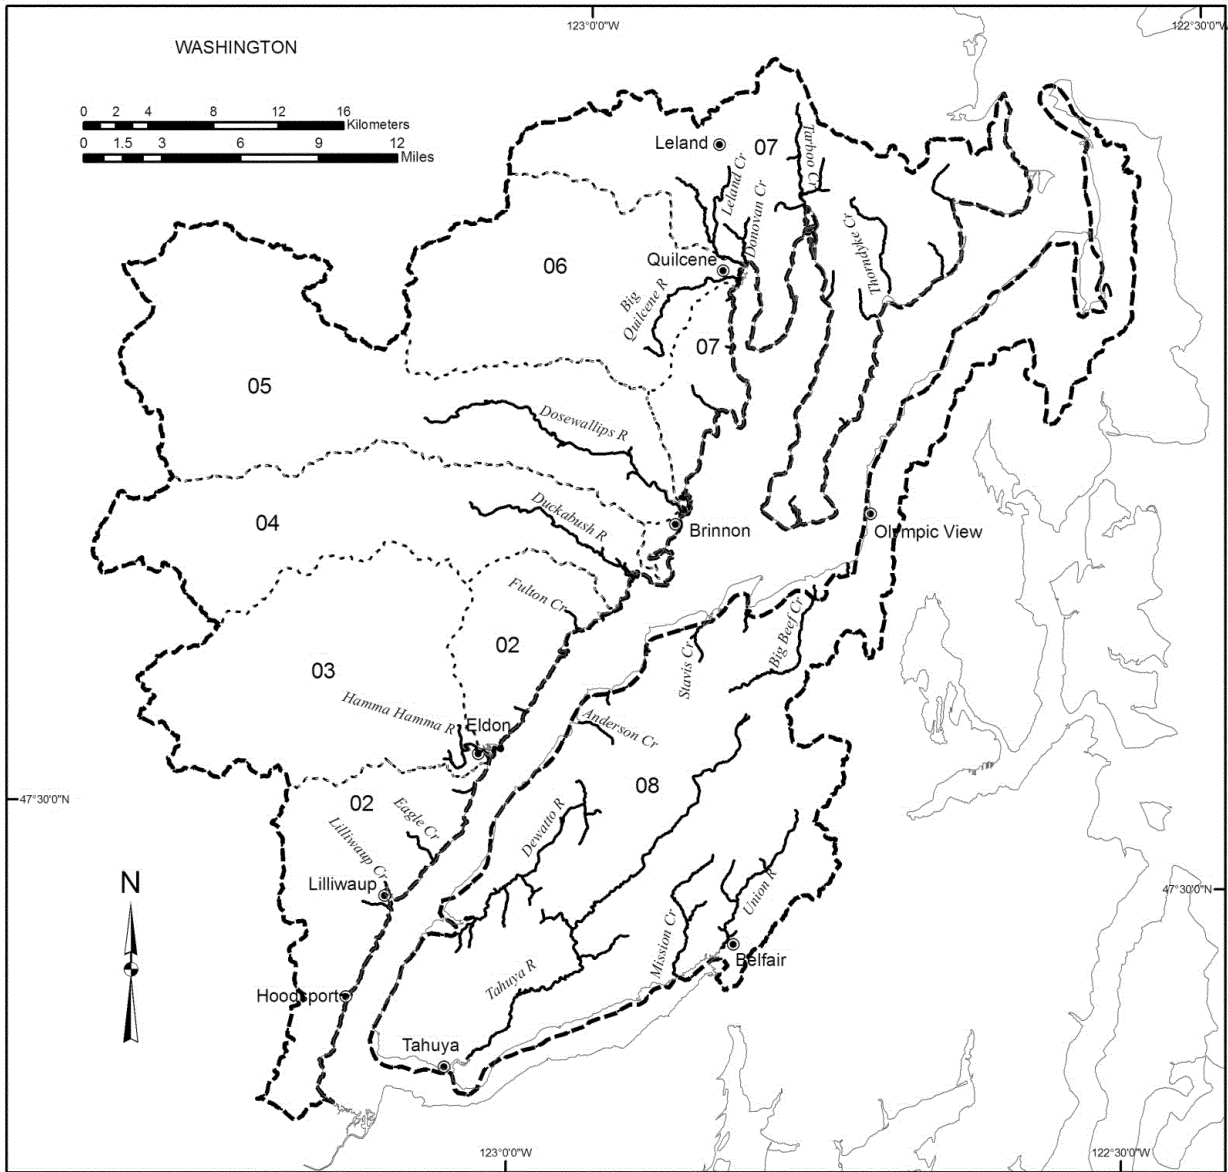 123°0'0"W
122°30'0"W
WASHINGTON
0 2 4 8 12 16
Kilometers
0 1.5 3 6 9 12
Miles
Leland
07
Tarboo Cr
Leland Cr
Donovan Cr
Thorndyke Cr
06
Quilcene
Big
Quilcene R
07
05
Dosewallips R
04
Duckabush R
Brinnon
Olympic View
Fulton Cr
02
Big Beef Cr
Stavis Cr
03
Hamma Hamma R
Eldon
Anderson Cr
08
47°30'0"N
02
Eagle Cr
Dewatto R
Lilliwaup Cr
N
Lilliwaup
Union R
47°30'0"N
Mission Cr
Belfair
Tahuya R
Hoodsport
Tahuya
123°0'0"W
122°30'0"W